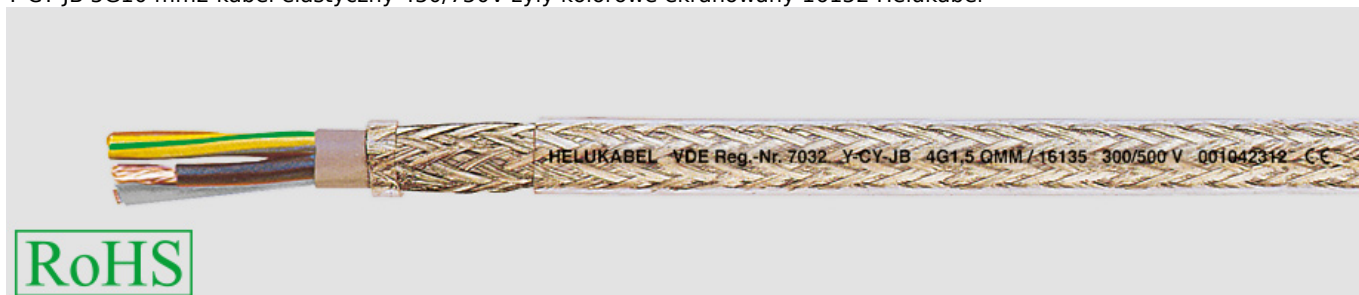 HELUKABEL VDE Reg.-Nr. 7032 Y-CY-JB 4G1,5 QMM / 16135 300/500 V 001042312 CE
RoHS